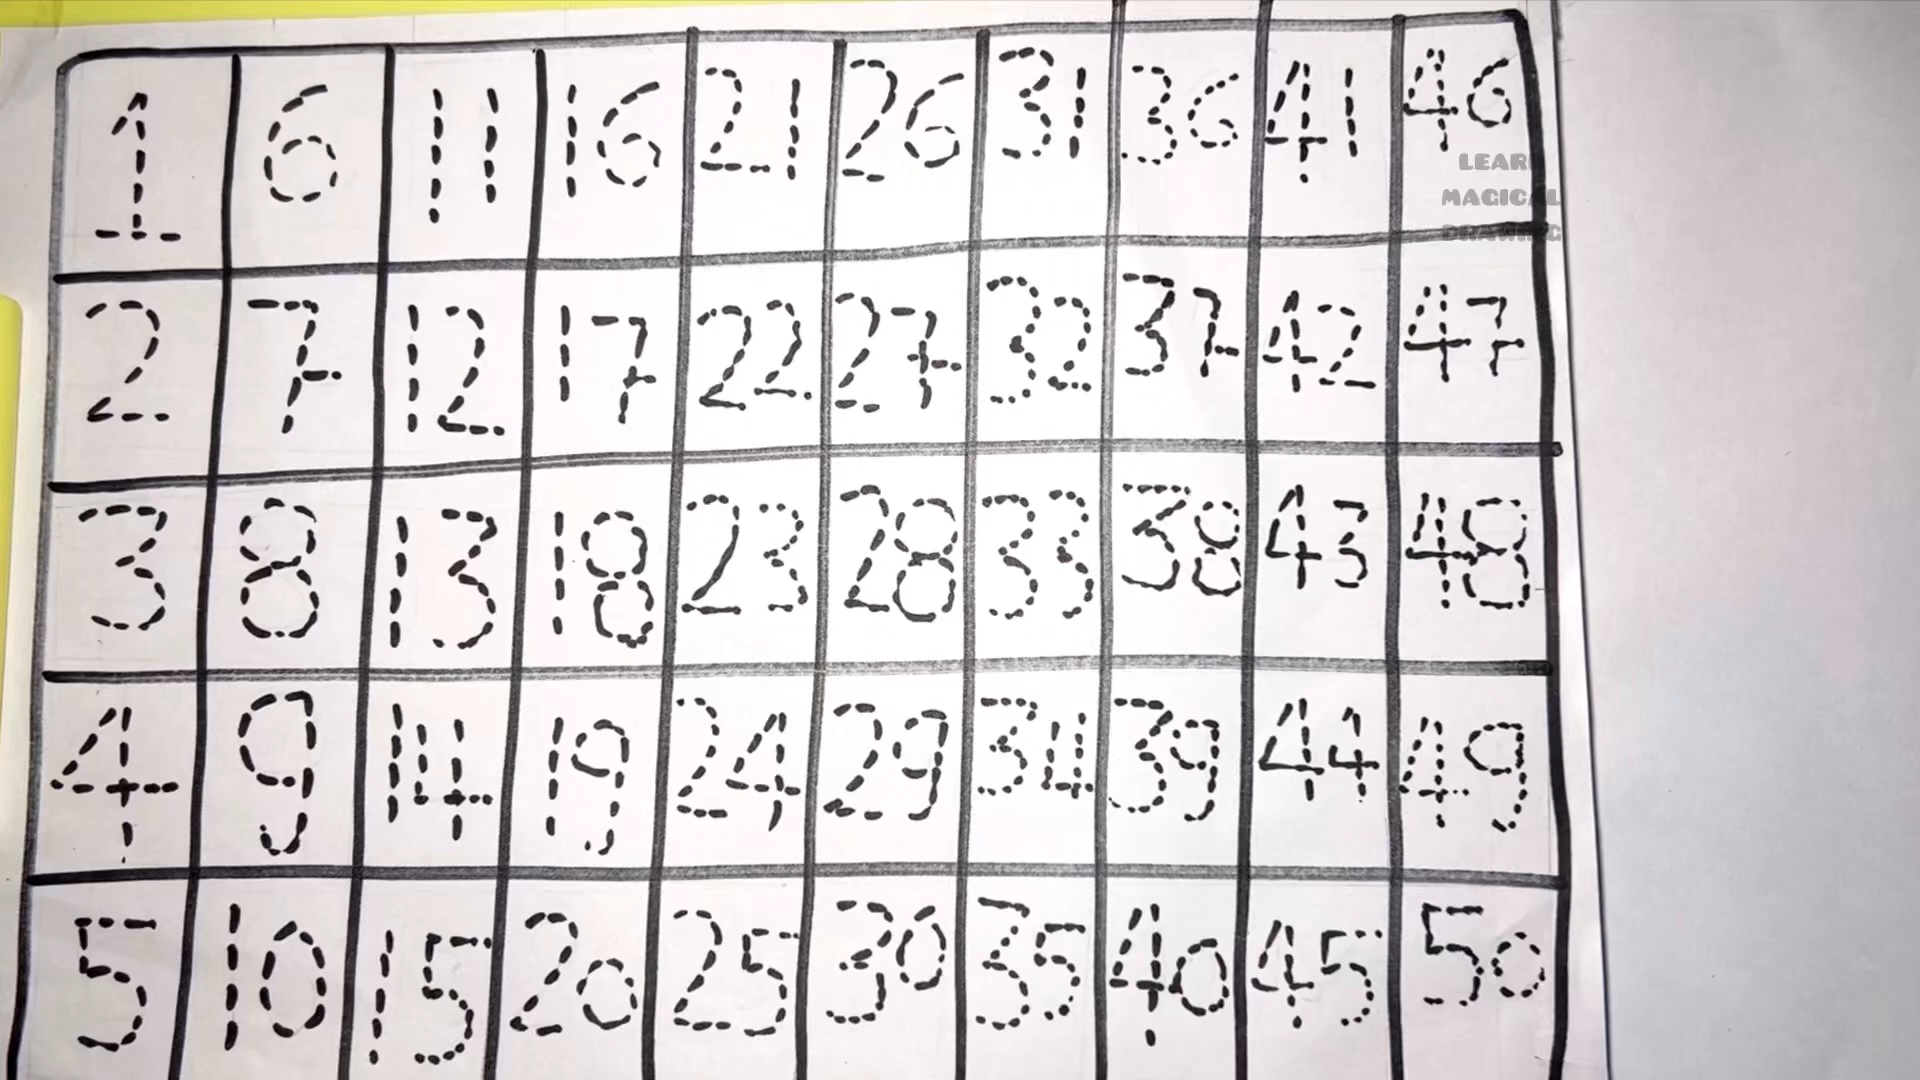 1 6 11 16 21 26 31 36 41 46
2 7 12 17 22 27 32 37 42 47
3 8 13 18 23 28 33 38 43 48
4 9 14 19 24 29 34 39 44 49
5 10 15 20 25 30 35 40 45 50
LEARN
MAGICAL
DRAWING